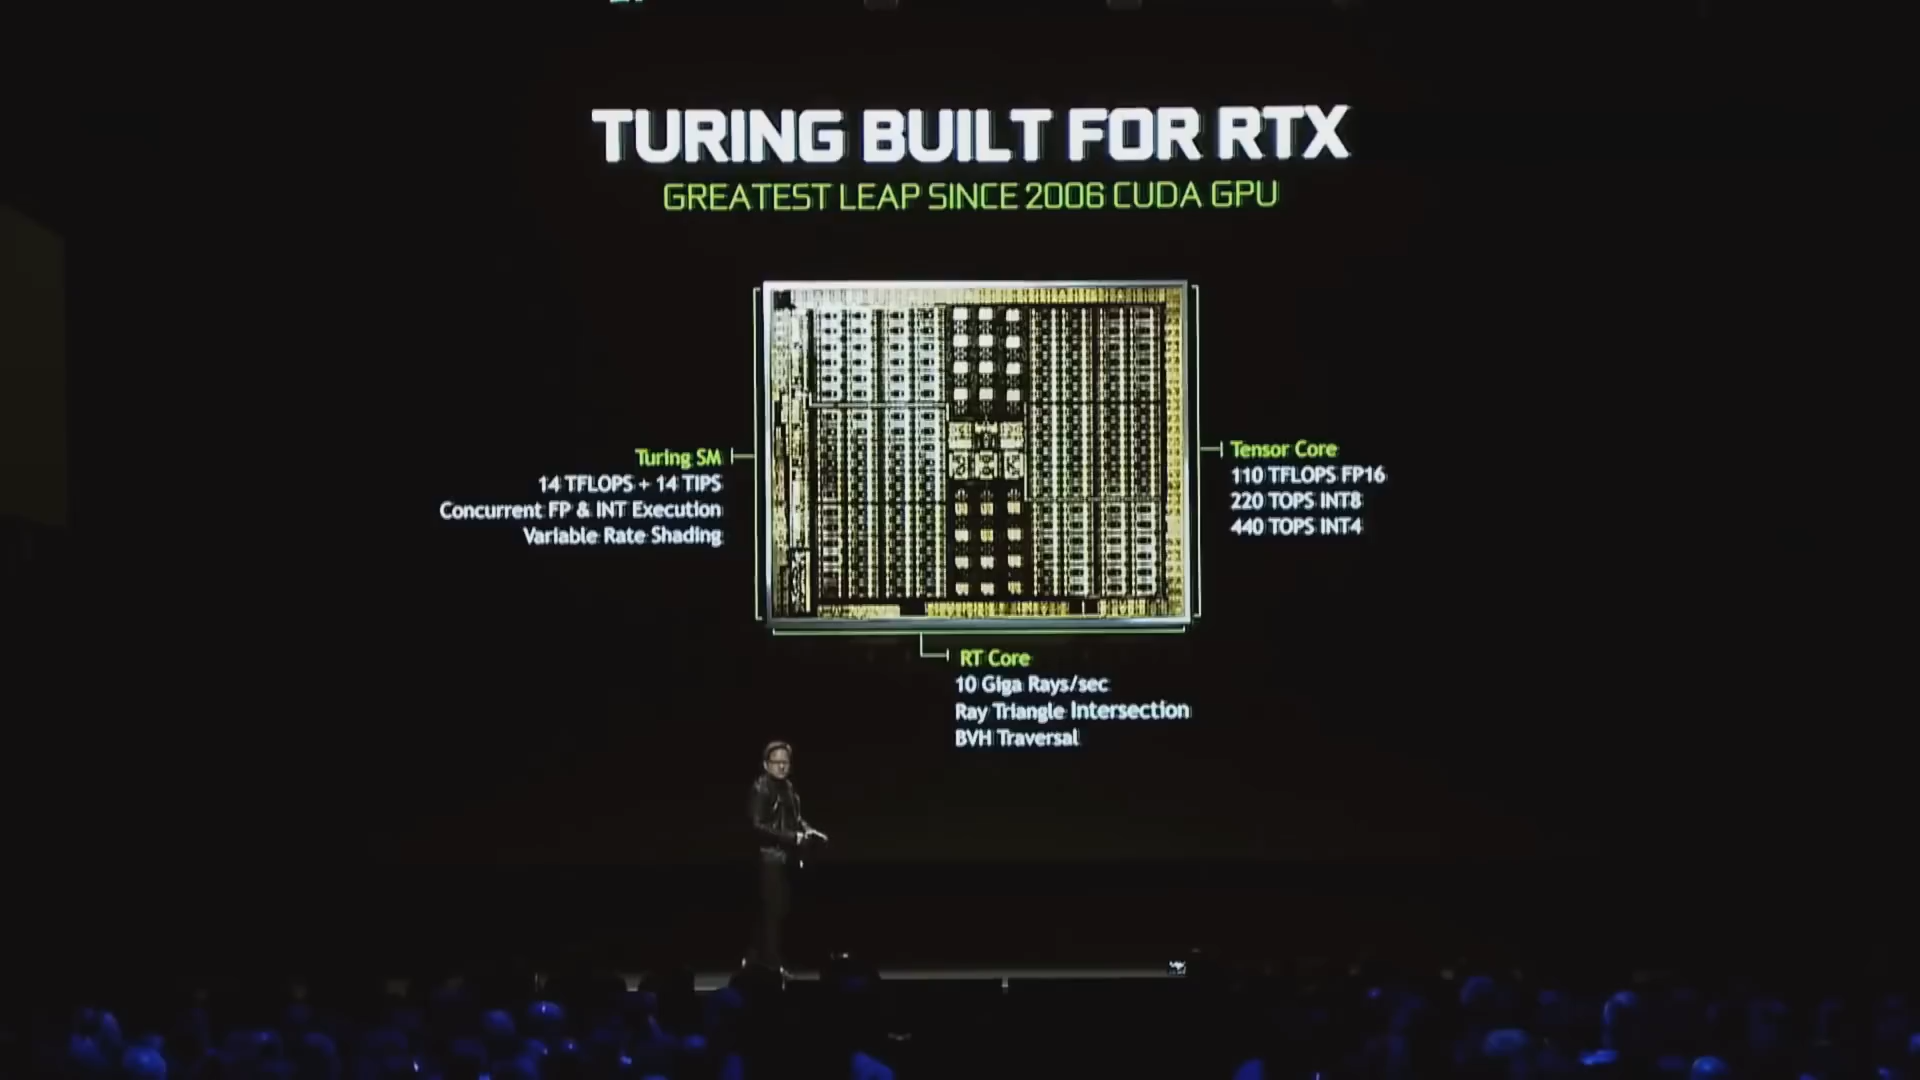 TURING BUILT FOR RTX
GREATEST LEAP SINCE 2006 CUDA GPU
Turing SM
14 TFLOPS + 14 TIPS
Concurrent FP & INT Execution
Variable Rate Shading
Tensor Core
110 TFLOPS FP16
220 TOPS INT8
440 TOPS INT4
RT Core
10 Giga Rays/sec
Ray Triangle Intersection
BVH Traversal